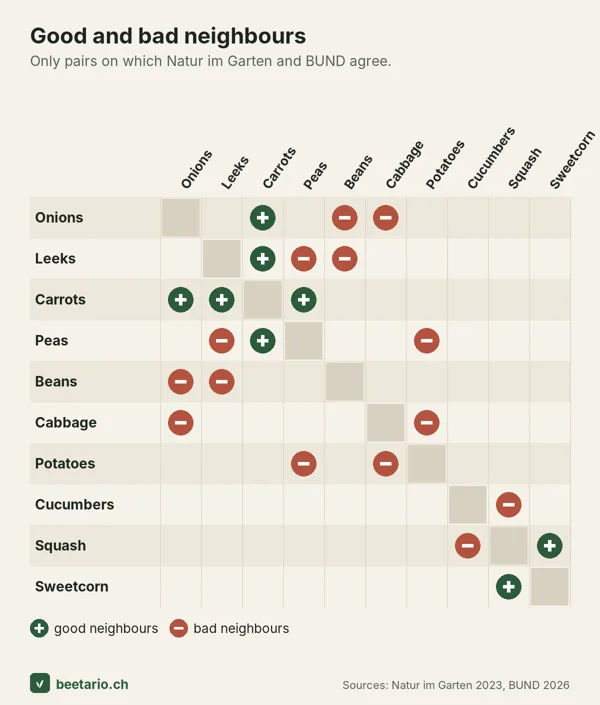 Good and bad neighbours
Only pairs on which Natur im Garten and BUND agree.
Onions
Leeks
Carrots
Peas
Beans
Cabbage
Potatoes
Cucumbers
Squash
Sweetcorn
Onions
Leeks
Carrots
Peas
Beans
Cabbage
Potatoes
Cucumbers
Squash
Sweetcorn
good neighbours bad neighbours
beetario.ch Sources: Natur im Garten 2023, BUND 2026